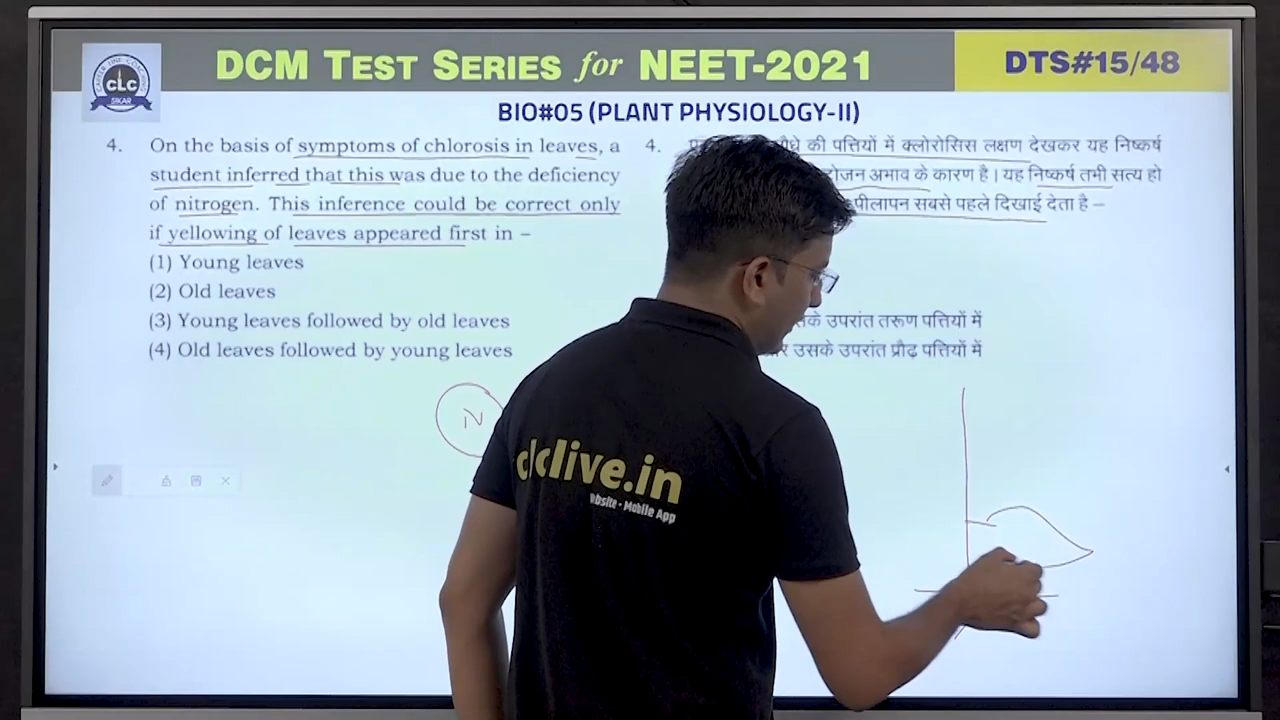 DCM TEST SERIES for NEET-2021
DTS#15/48
CAREER LINE COACHING
CLC
SIKAR
BIO#05 (PLANT PHYSIOLOGY-II)
4. On the basis of symptoms of chlorosis in leaves, a
student inferred that this was due to the deficiency
of nitrogen. This inference could be correct only
if yellowing of leaves appeared first in –
(1) Young leaves
(2) Old leaves
(3) Young leaves followed by old leaves
(4) Old leaves followed by young leaves
4. की पत्तियों में क्लोरोसिस लक्षण देखकर यह निष्कर्ष
अभाव के कारण है। यह निष्कर्ष तभी सत्य हो
पीलापन सबसे पहले दिखाई देता है –
उपरांत तरूण पत्तियों में
उसके उपरांत प्रौढ़ पत्तियों में
N
clclive.in
Mobile App